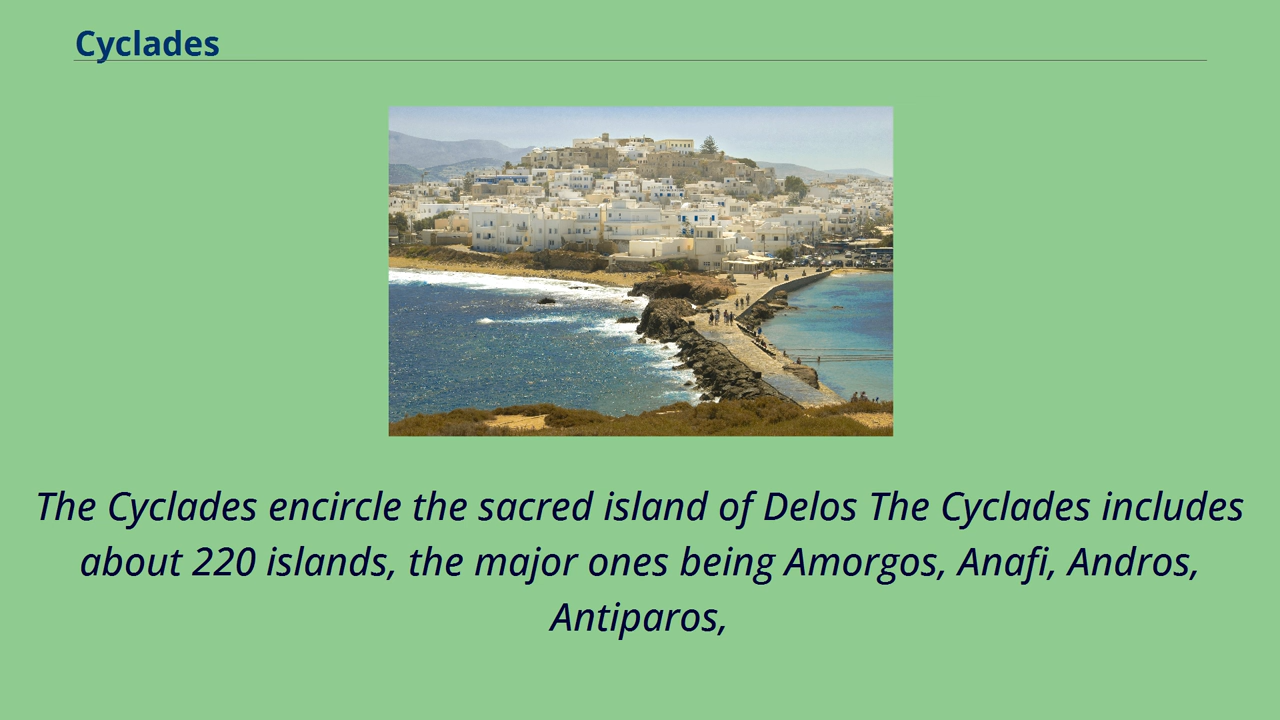 Cyclades
The Cyclades encircle the sacred island of Delos The Cyclades includes
about 220 islands, the major ones being Amorgos, Anafi, Andros,
Antiparos,